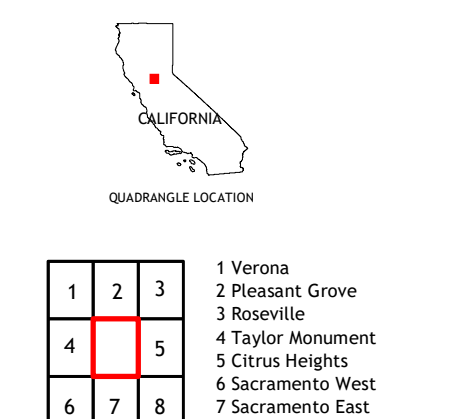 CALIFORNIA
QUADRANGLE LOCATION
1 2 3
4 5
6 7 8
1 Verona
2 Pleasant Grove
3 Roseville
4 Taylor Monument
5 Citrus Heights
6 Sacramento West
7 Sacramento East